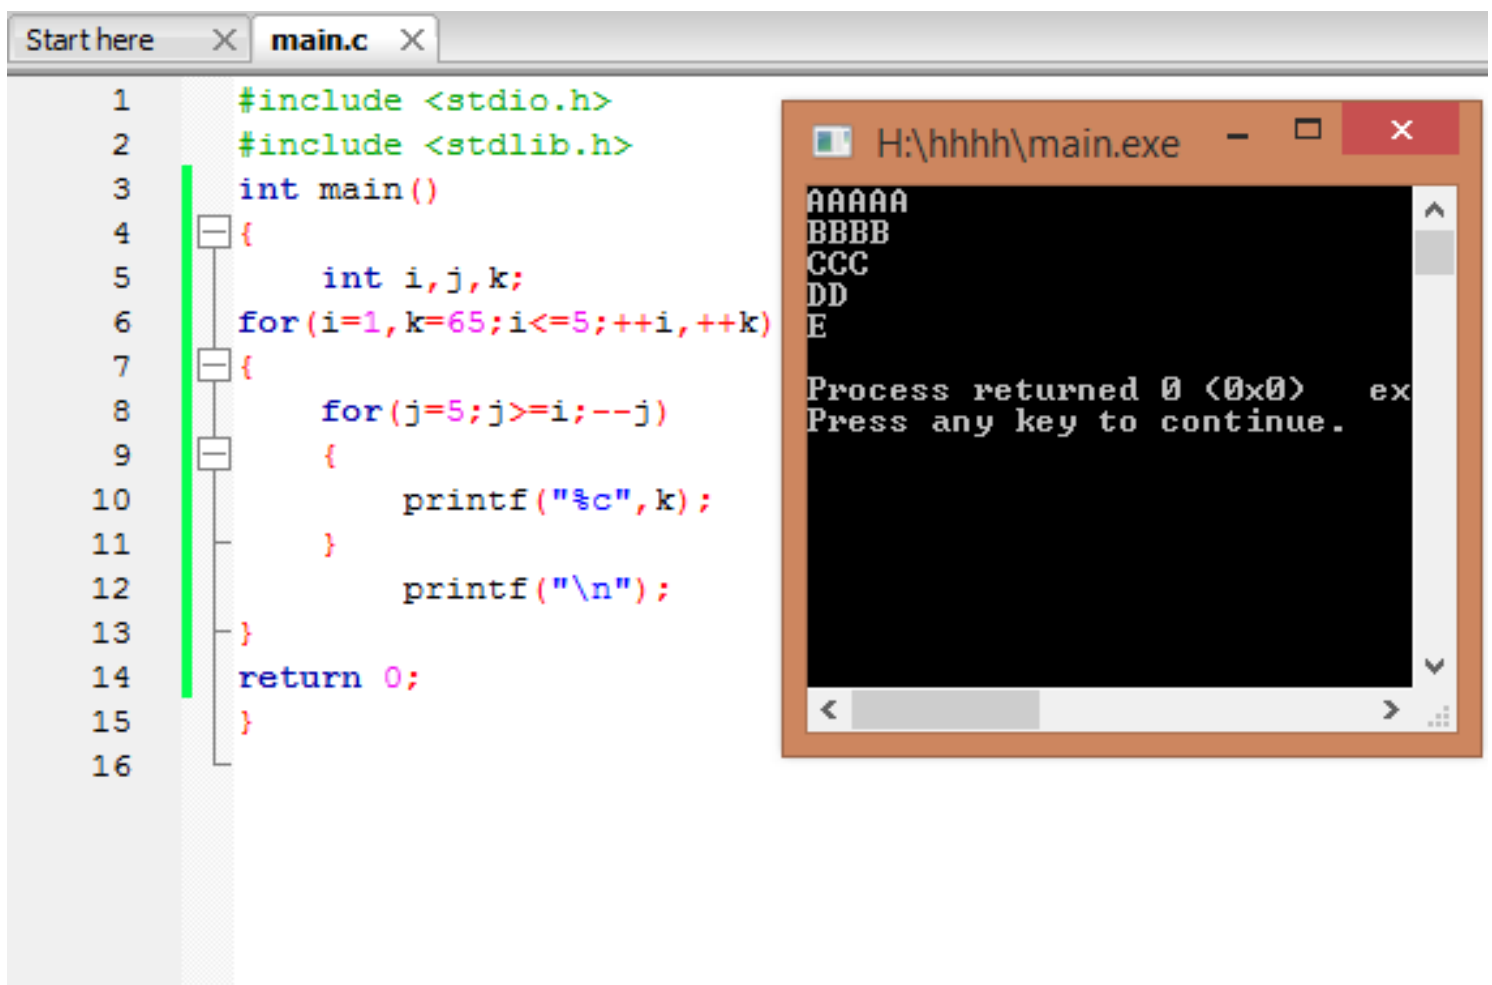 Start here
main.c
1 #include <stdio.h>
2 #include <stdlib.h>
3 int main()
4 {
5 int i,j,k;
6 for(i=1,k=65;i<=5;++i,++k)
7 {
8 for(j=5;j>=i;--j)
9 {
10 printf("%c",k);
11 }
12 printf("\n");
13 }
14 return 0;
15 }
16
H:\hhhh\main.exe
AAAAA
BBBB
CCC
DD
E
Process returned 0 (0x0) ex
Press any key to continue.